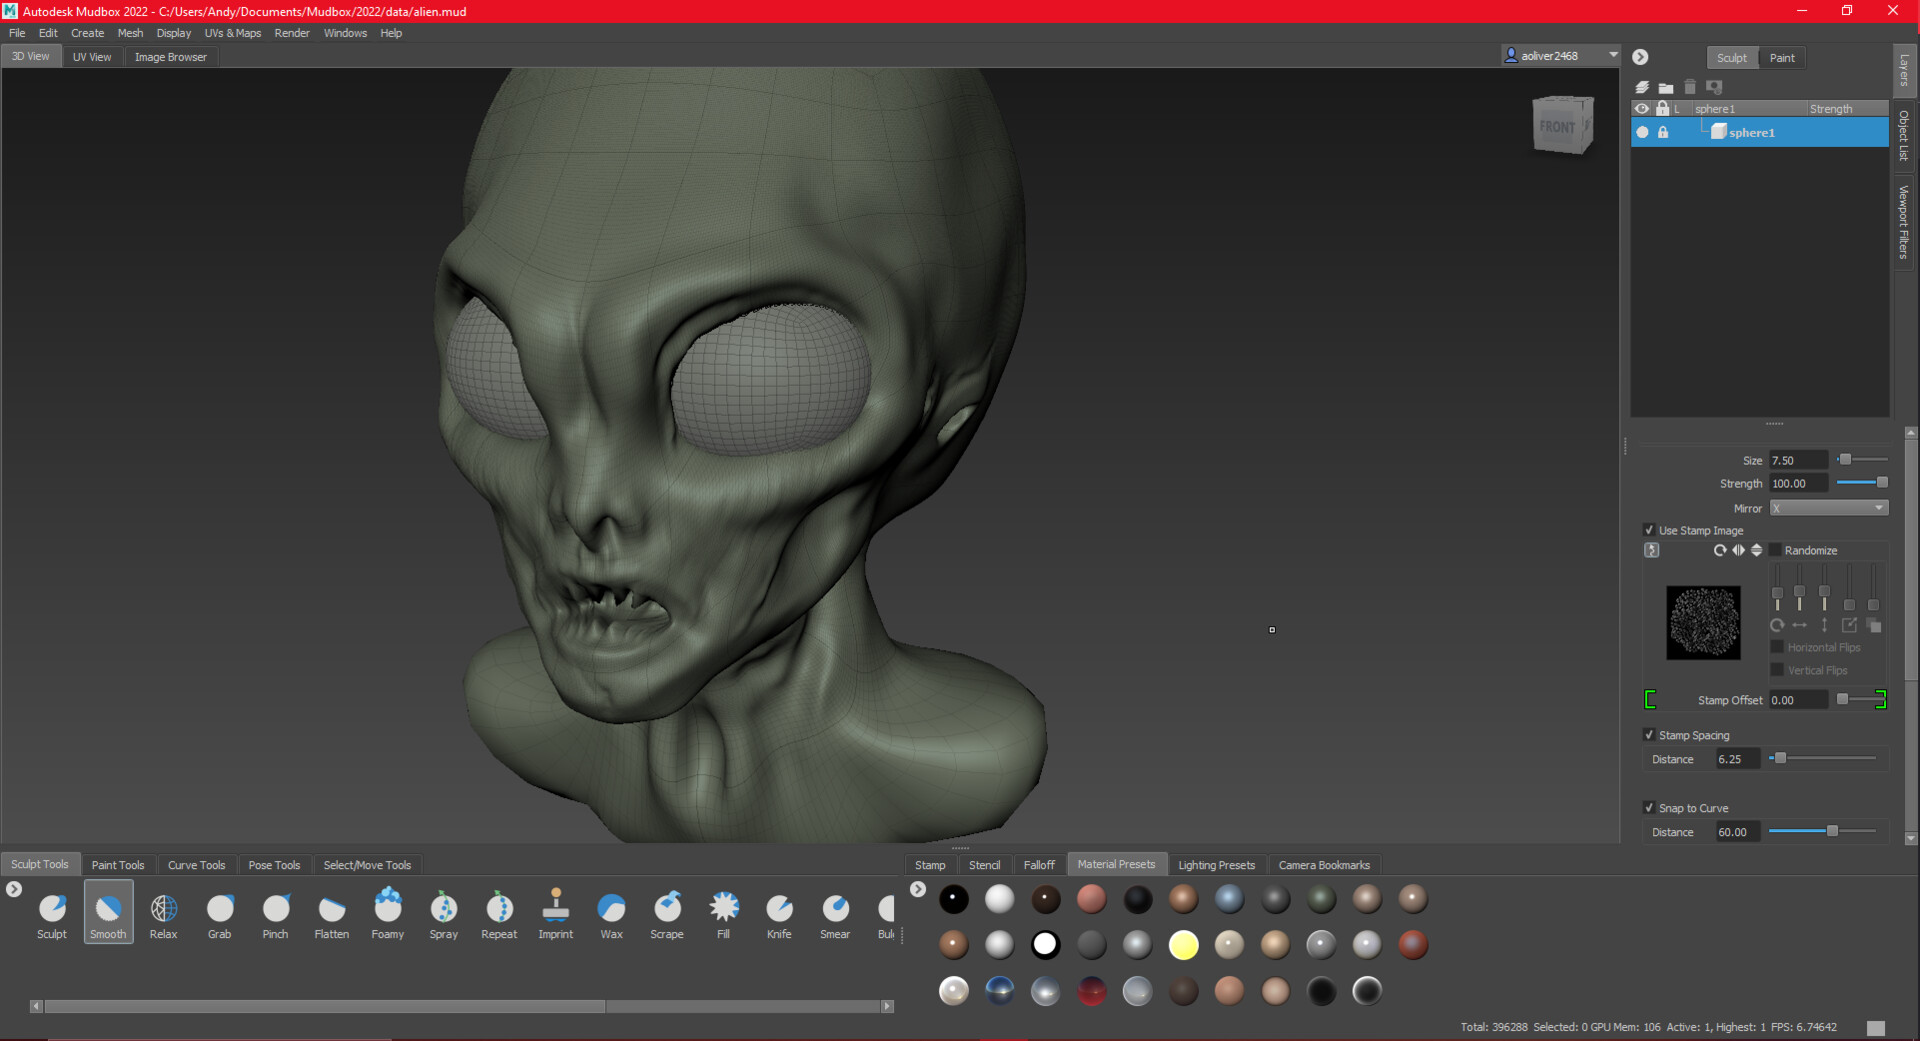 Autodesk Mudbox 2022 - C:/Users/Andy/Documents/Mudbox/2022/data/alien.mud
File Edit Create Mesh Display UVs & Maps Render Windows Help
3D View UV View Image Browser
aoliver2468
Sculpt Paint
Layers
Object List
Viewport Filters
L sphere1 Strength
sphere1
FRONT
Size 7.50
Strength 100.00
Mirror X
Use Stamp Image
Randomize
Horizontal Flips
Vertical Flips
Stamp Offset 0.00
Stamp Spacing
Distance 6.25
Snap to Curve
Distance 60.00
Sculpt Tools Paint Tools Curve Tools Pose Tools Select/Move Tools
Sculpt Smooth Relax Grab Pinch Flatten Foamy Spray Repeat Imprint Wax Scrape Fill Knife Smear Bul
Stamp Stencil Falloff Material Presets Lighting Presets Camera Bookmarks
Total: 396288 Selected: 0 GPU Mem: 106 Active: 1, Highest: 1 FPS: 6.74642